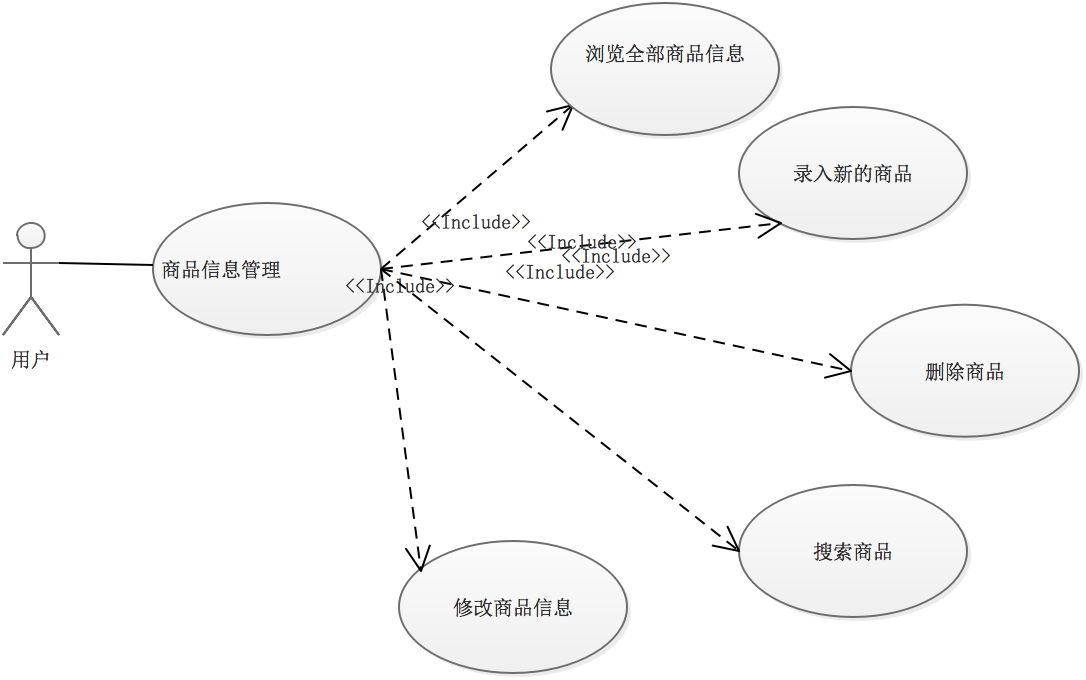 浏览全部商品信息
录入新的商品
<<Include>>
<<Include>>
<<Include>>
商品信息管理
<<Include>>
<<Include>>
用户
删除商品
搜索商品
修改商品信息